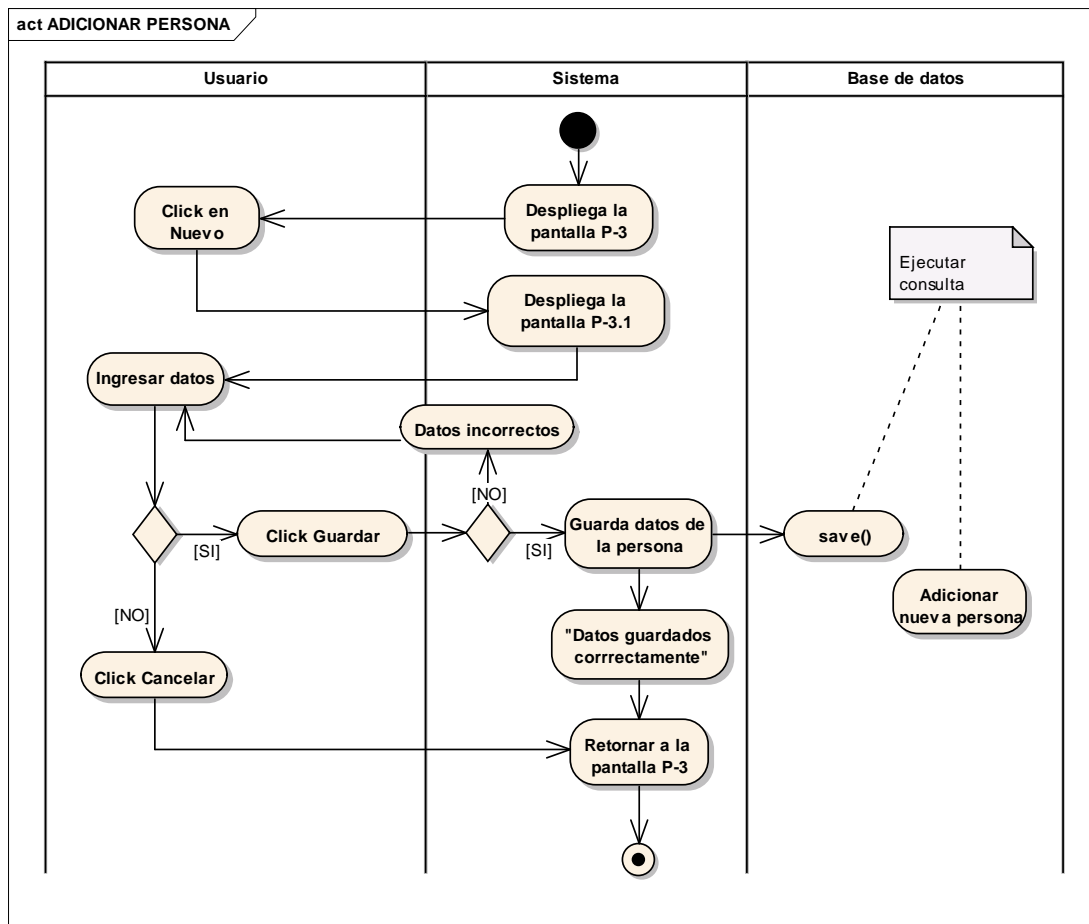 act ADICIONAR PERSONA
Usuario
Sistema
Base de datos
Click en
Nuevo
Despliega la
pantalla P-3
Ejecutar
consulta
Despliega la
pantalla P-3.1
Ingresar datos
Datos incorrectos
[NO]
[SI]
Click Guardar
[SI]
Guarda datos de
la persona
save()
Adicionar
nueva persona
[NO]
"Datos guardados
corrrectamente"
Click Cancelar
Retornar a la
pantalla P-3